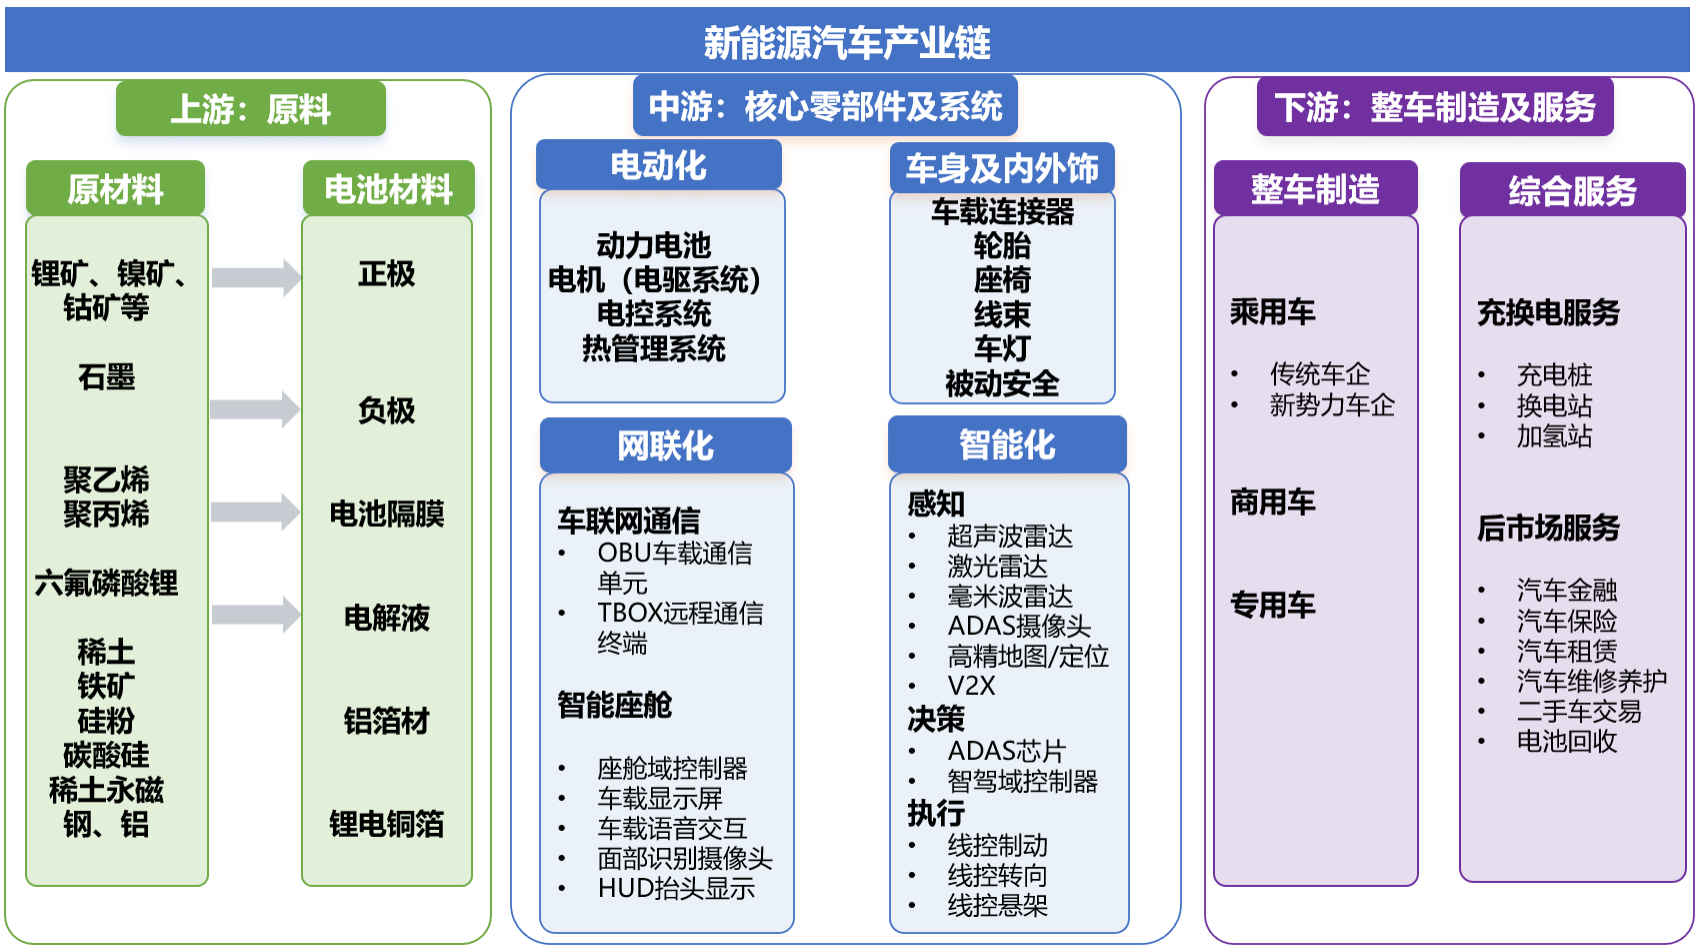 新能源汽车产业链
上游：原料
原材料
锂矿、镍矿、
钴矿等
石墨
聚乙烯
聚丙烯
六氟磷酸锂
稀土
铁矿
硅粉
碳酸硅
稀土永磁
钢、铝
电池材料
正极
负极
电池隔膜
电解液
铝箔材
锂电铜箔
中游：核心零部件及系统
电动化
动力电池
电机（电驱系统）
电控系统
热管理系统
车身及内外饰
车载连接器
轮胎
座椅
线束
车灯
被动安全
网联化
车联网通信
• OBU车载通信
单元
• TBOX远程通信
终端
智能座舱
• 座舱域控制器
• 车载显示屏
• 车载语音交互
• 面部识别摄像头
• HUD抬头显示
智能化
感知
• 超声波雷达
• 激光雷达
• 毫米波雷达
• ADAS摄像头
• 高精地图/定位
• V2X
决策
• ADAS芯片
• 智驾域控制器
执行
• 线控制动
• 线控转向
• 线控悬架
下游：整车制造及服务
整车制造
乘用车
• 传统车企
• 新势力车企
商用车
专用车
综合服务
充换电服务
• 充电桩
• 换电站
• 加氢站
后市场服务
• 汽车金融
• 汽车保险
• 汽车租赁
• 汽车维修养护
• 二手车交易
• 电池回收